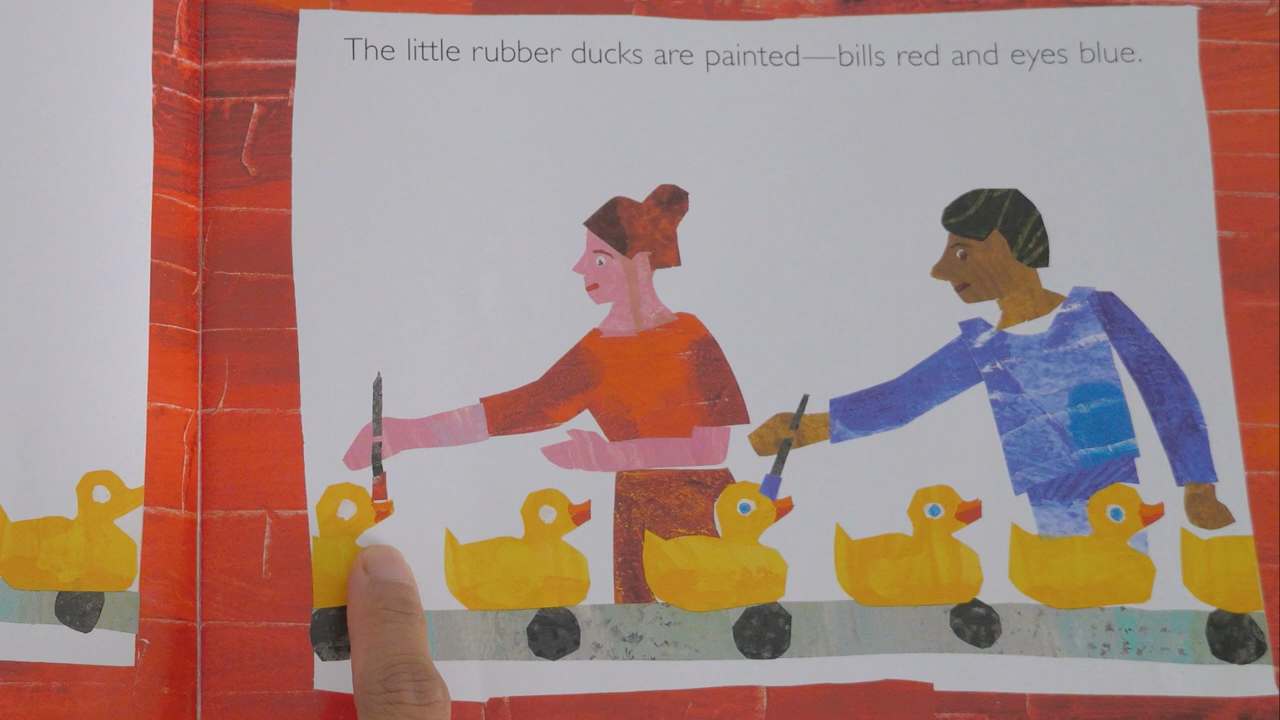 The little rubber ducks are painted—bills red and eyes blue.